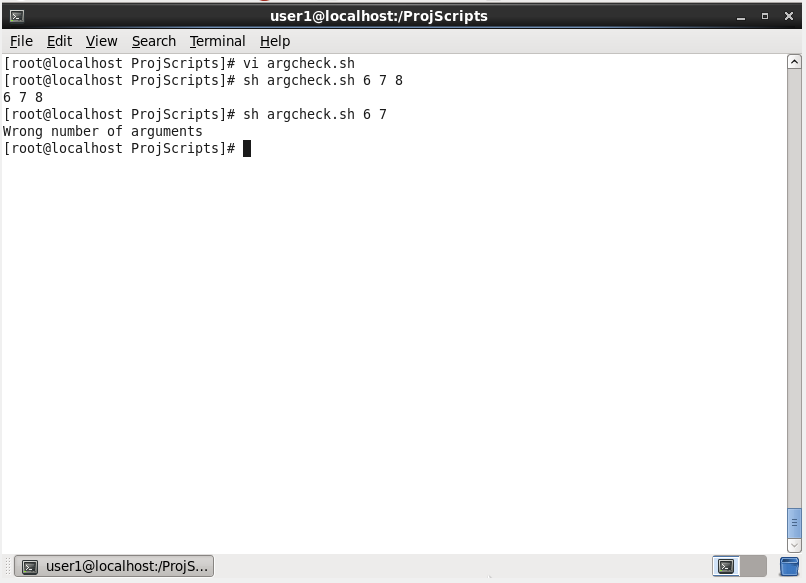 user1@localhost:/ProjScripts
File Edit View Search Terminal Help
[root@localhost ProjScripts]# vi argcheck.sh
[root@localhost ProjScripts]# sh argcheck.sh 6 7 8
6 7 8
[root@localhost ProjScripts]# sh argcheck.sh 6 7
Wrong number of arguments
[root@localhost ProjScripts]#
user1@localhost:/ProjS...